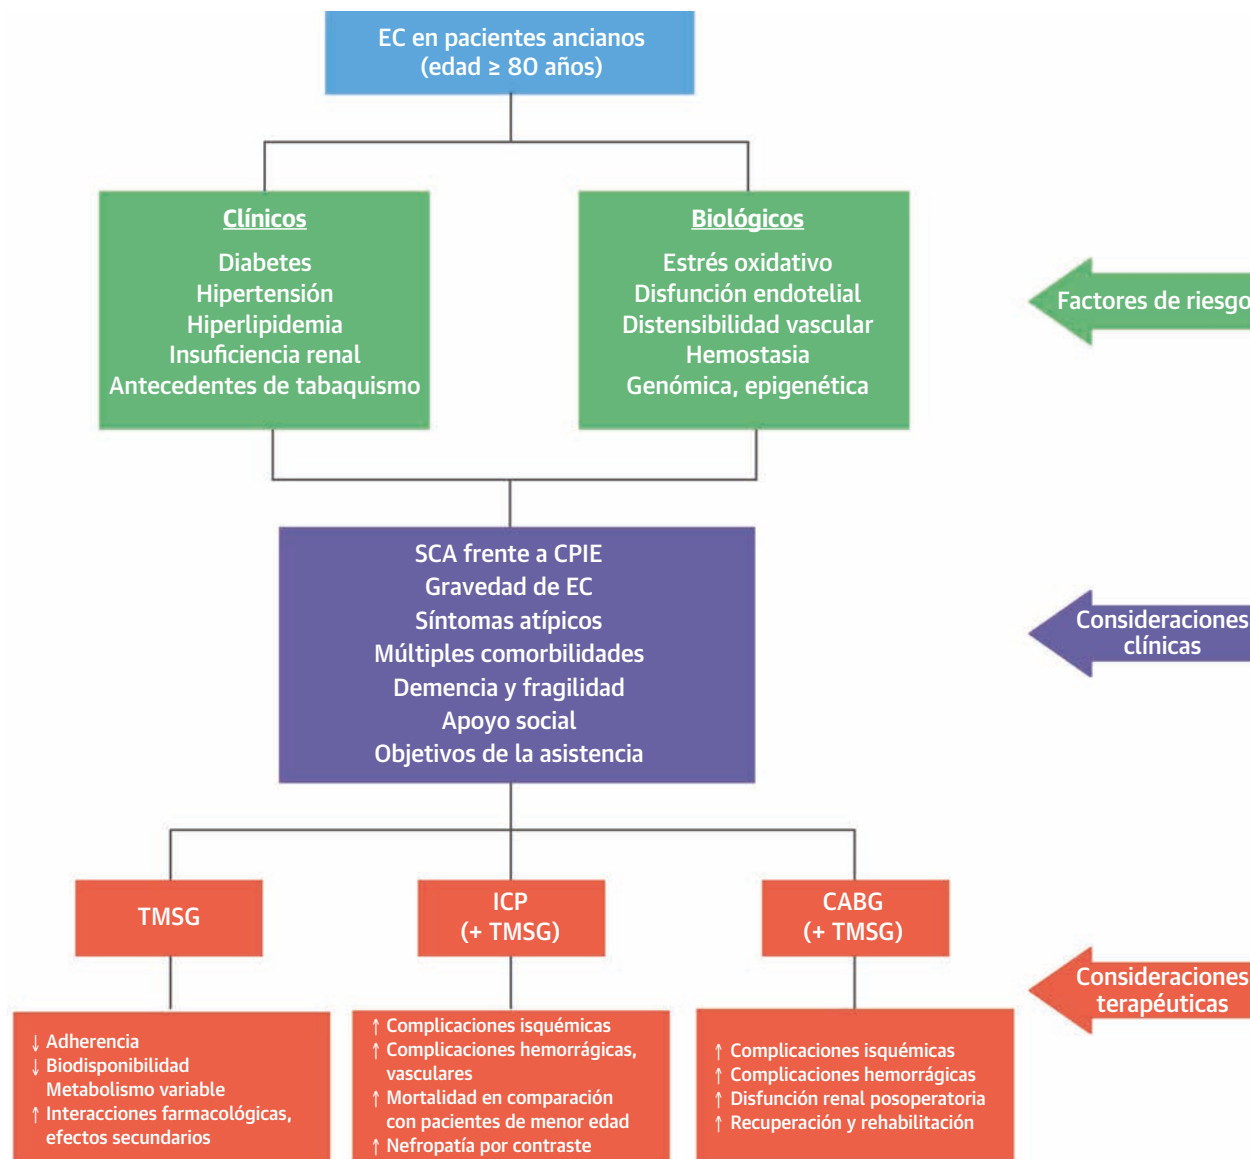 EC en pacientes ancianos
(edad ≥ 80 años)
Clínicos
Diabetes
Hipertensión
Hiperlipidemia
Insuficiencia renal
Antecedentes de tabaquismo
Biológicos
Estrés oxidativo
Disfunción endotelial
Distensibilidad vascular
Hemostasia
Genómica, epigenética
Factores de riesgo
SCA frente a CPIE
Gravedad de EC
Síntomas atípicos
Múltiples comorbilidades
Demencia y fragilidad
Apoyo social
Objetivos de la asistencia
Consideraciones
clínicas
TMSG
ICP
(+ TMSG)
CABG
(+ TMSG)
Consideraciones
terapéuticas
↓ Adherencia
↓ Biodisponibilidad
Metabolismo variable
↑ Interacciones farmacológicas,
efectos secundarios
↑ Complicaciones isquémicas
↑ Complicaciones hemorrágicas,
vasculares
↑ Mortalidad en comparación
con pacientes de menor edad
↑ Nefropatía por contraste
↑ Complicaciones isquémicas
↑ Complicaciones hemorrágicas
↑ Disfunción renal posoperatoria
↑ Recuperación y rehabilitación